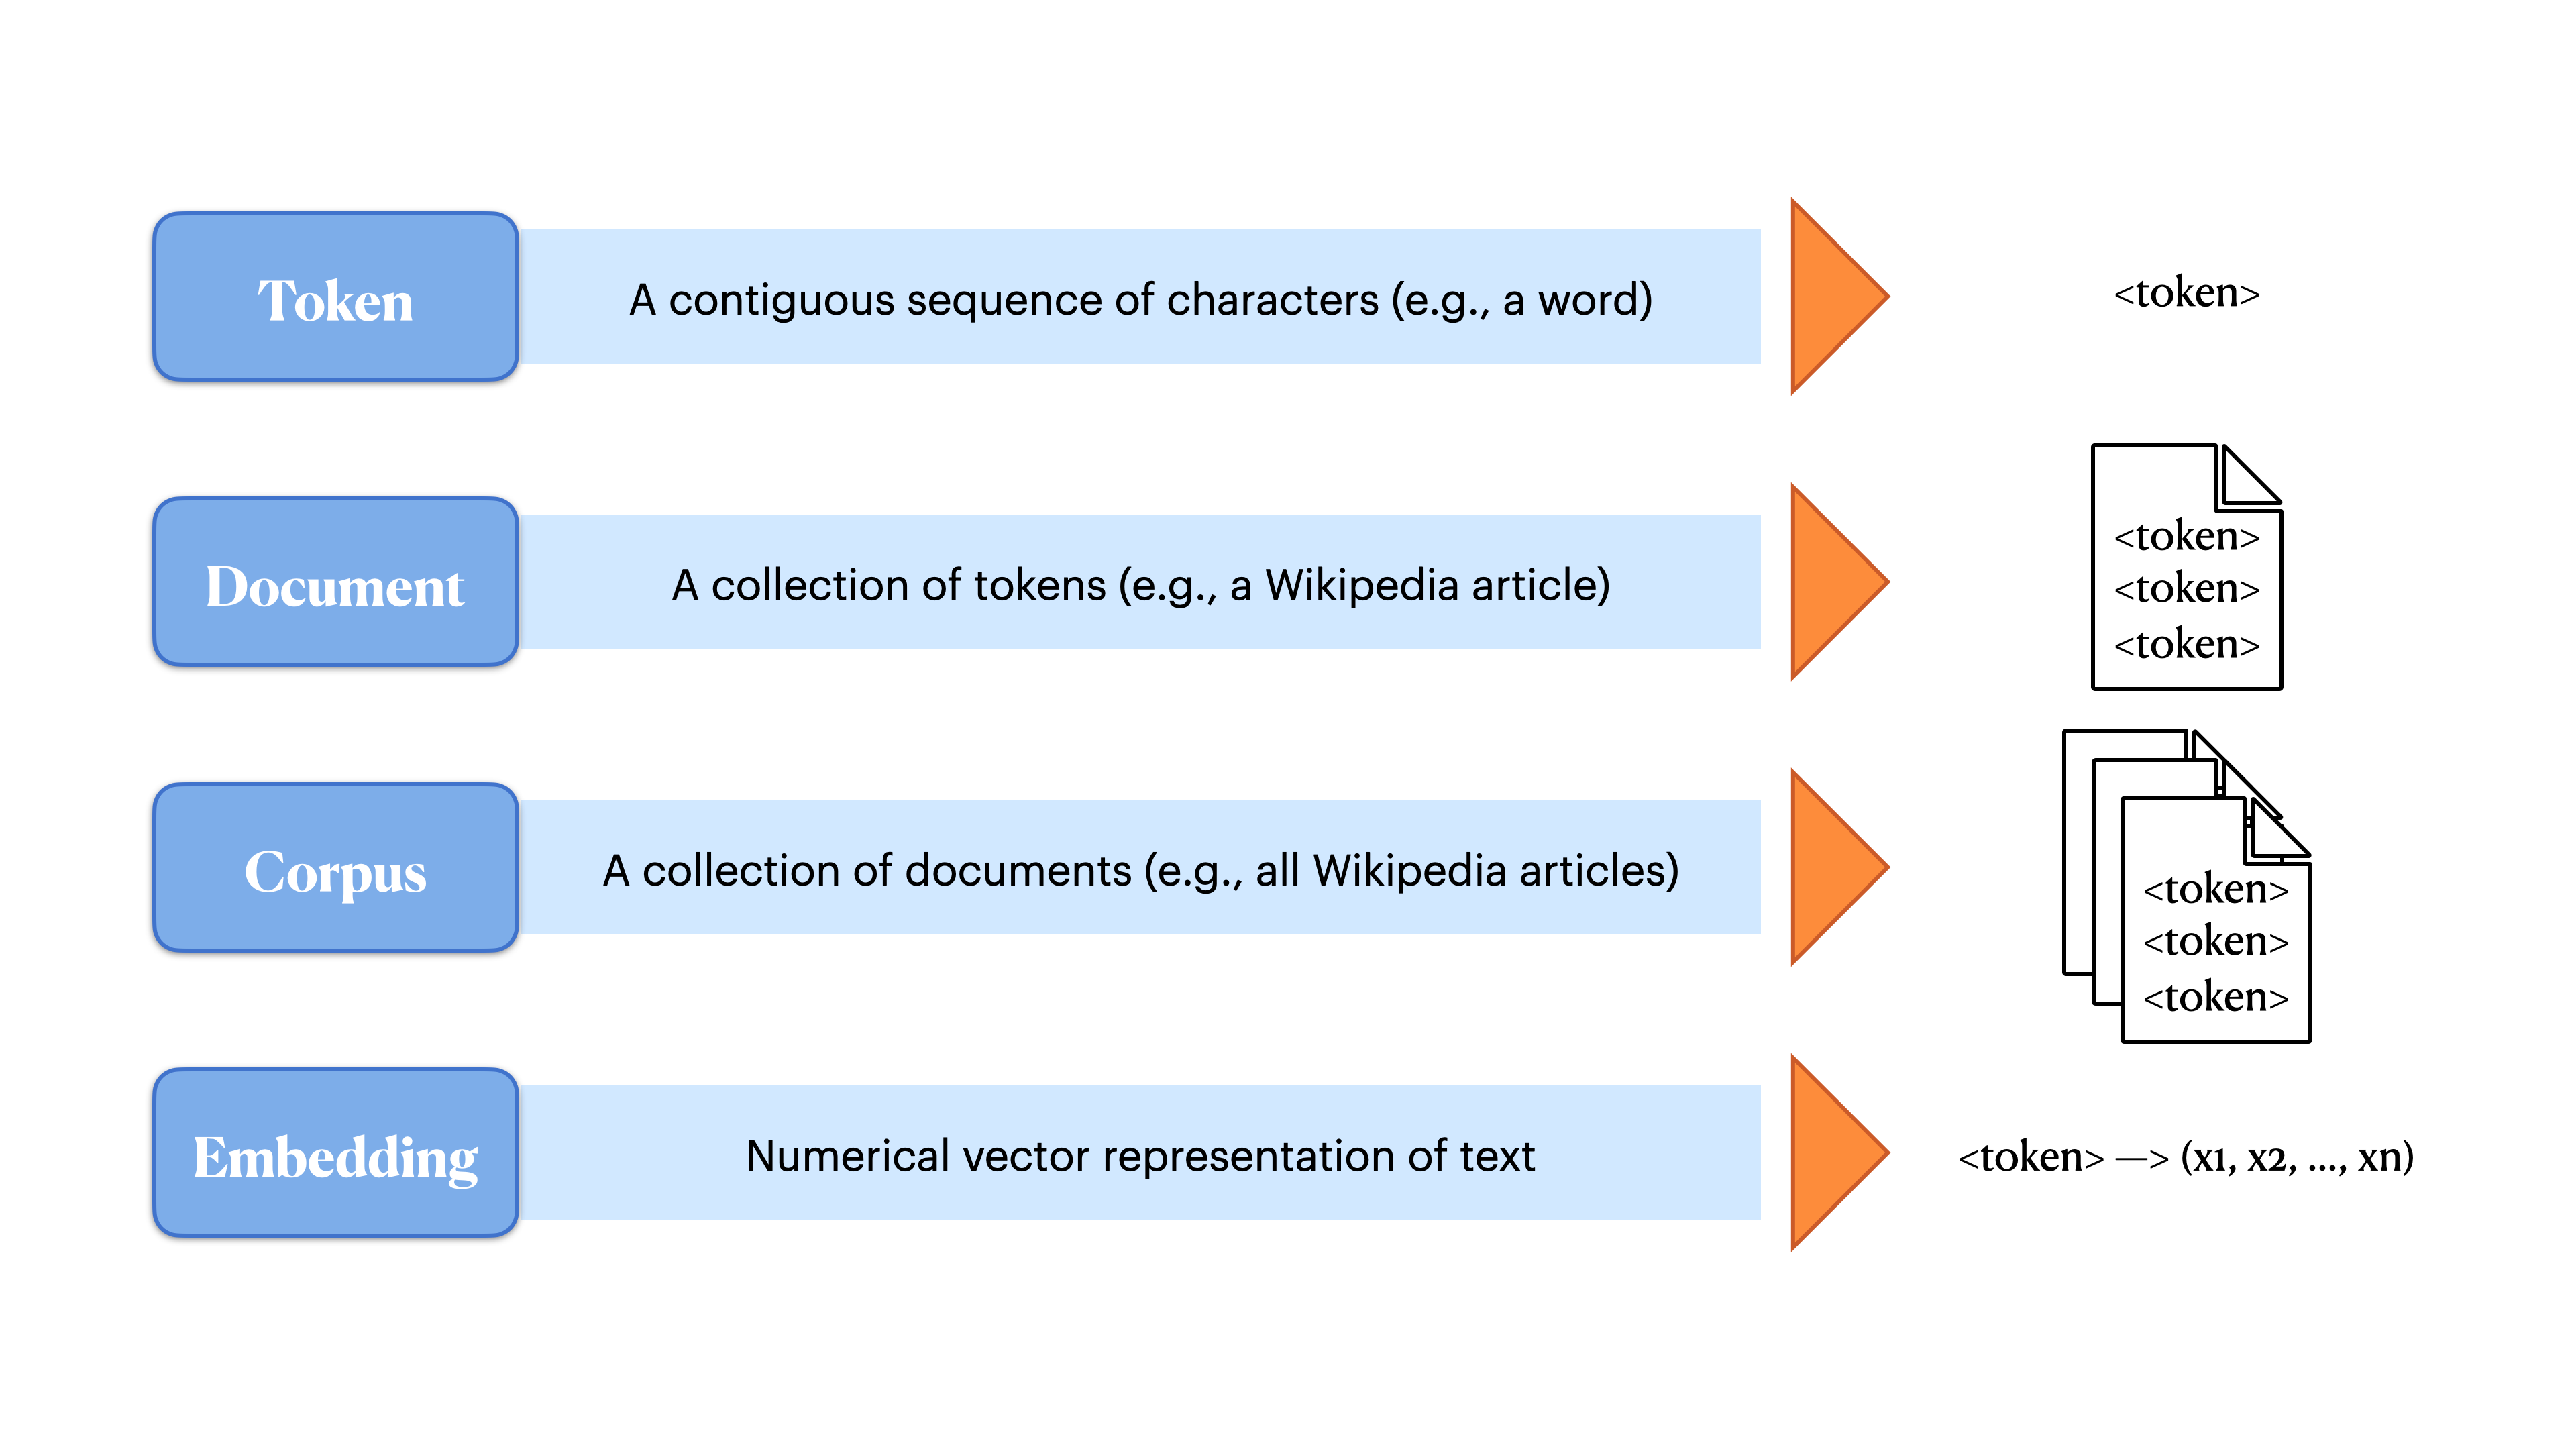 Token
A contiguous sequence of characters (e.g., a word)
<token>
Document
A collection of tokens (e.g., a Wikipedia article)
<token>
<token>
<token>
Corpus
A collection of documents (e.g., all Wikipedia articles)
<token>
<token>
<token>
Embedding
Numerical vector representation of text
<token> —> (x1, x2, ..., xn)